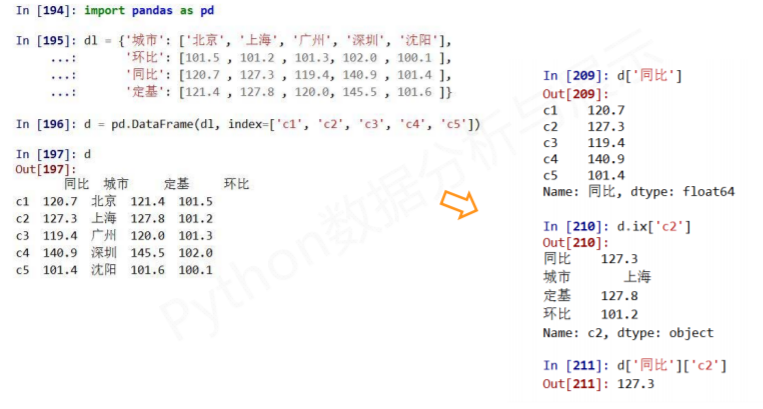 In [194]: import pandas as pd
In [195]: dl = {'城市': ['北京', '上海', '广州', '深圳', '沈阳'],
...: '环比': [101.5 , 101.2 , 101.3, 102.0 , 100.1 ],
...: '同比': [120.7 , 127.3 , 119.4, 140.9 , 101.4 ],
...: '定基': [121.4 , 127.8 , 120.0, 145.5 , 101.6 ]}
In [196]: d = pd.DataFrame(dl, index=['c1', 'c2', 'c3', 'c4', 'c5'])
In [197]: d
Out[197]:
同比 城市 定基 环比
c1 120.7 北京 121.4 101.5
c2 127.3 上海 127.8 101.2
c3 119.4 广州 120.0 101.3
c4 140.9 深圳 145.5 102.0
c5 101.4 沈阳 101.6 100.1
In [209]: d['同比']
Out[209]:
c1 120.7
c2 127.3
c3 119.4
c4 140.9
c5 101.4
Name: 同比, dtype: float64
In [210]: d.ix['c2']
Out[210]:
同比 127.3
城市 上海
定基 127.8
环比 101.2
Name: c2, dtype: object
In [211]: d['同比']['c2']
Out[211]: 127.3
Python数据分析与展示